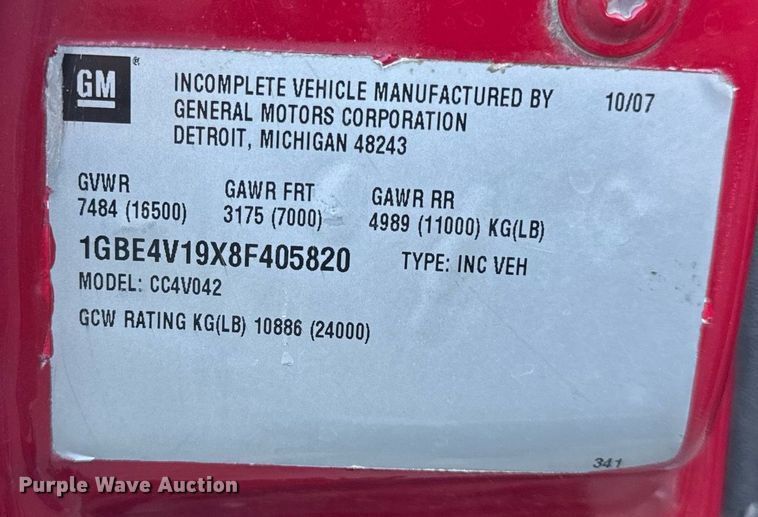 GM
INCOMPLETE VEHICLE MANUFACTURED BY 10/07
GENERAL MOTORS CORPORATION
DETROIT, MICHIGAN 48243
GVWR GAWR FRT GAWR RR
7484 (16500) 3175 (7000) 4989 (11000) KG(LB)
1GBE4V19X8F405820 TYPE: INC VEH
MODEL: CC4V042
GCW RATING KG(LB) 10886 (24000)
341
Purple Wave Auction